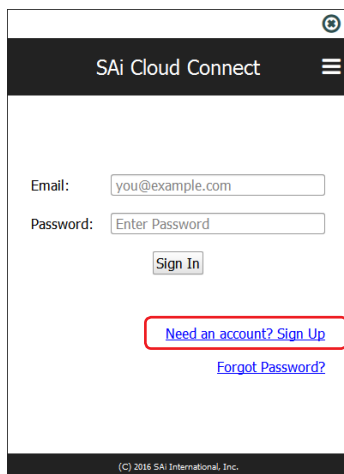 SAi Cloud Connect
Email: you@example.com
Password: Enter Password
Sign In
Need an account? Sign Up
Forgot Password?
(C) 2016 SAi International, Inc.